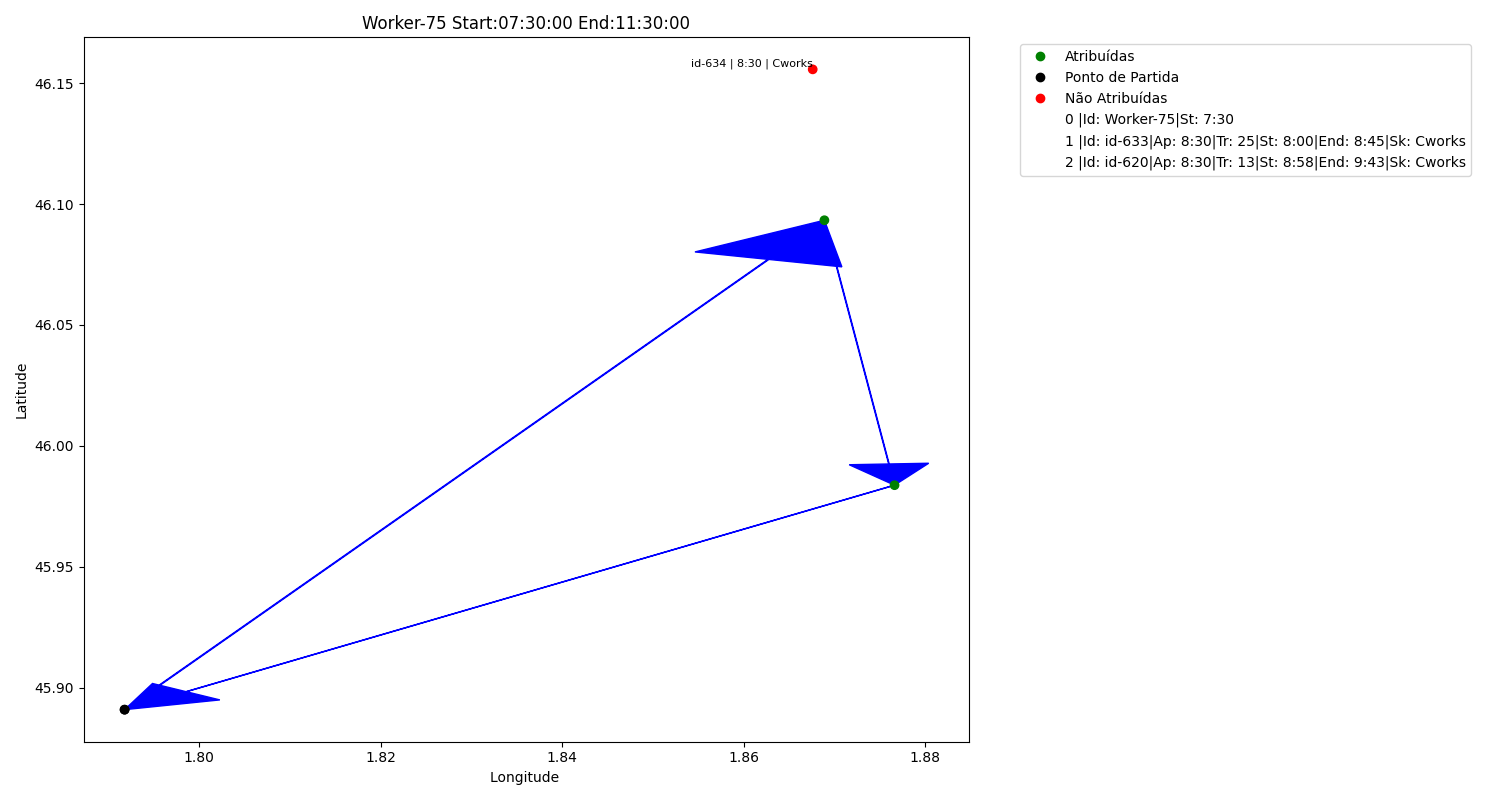 Worker-75 Start:07:30:00 End:11:30:00
id-634 | 8:30 | Cworks
Atribuídas
Ponto de Partida
Não Atribuídas
0 |Id: Worker-75|St: 7:30
1 |Id: id-633|Ap: 8:30|Tr: 25|St: 8:00|End: 8:45|Sk: Cworks
2 |Id: id-620|Ap: 8:30|Tr: 13|St: 8:58|End: 9:43|Sk: Cworks
Latitude
46.15
46.10
46.05
46.00
45.95
45.90
1.80 1.82 1.84 1.86 1.88
Longitude